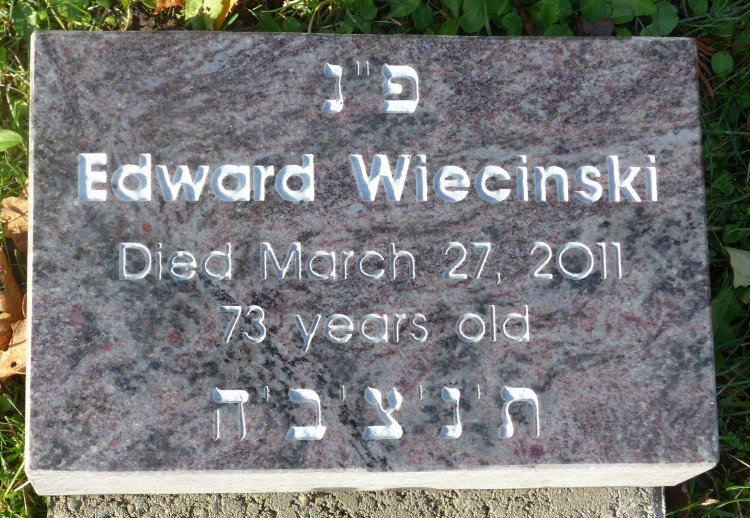 פ"נ
Edward Wiecinski
Died March 27, 2011
73 years old
ת'נ'צ'ב'ה